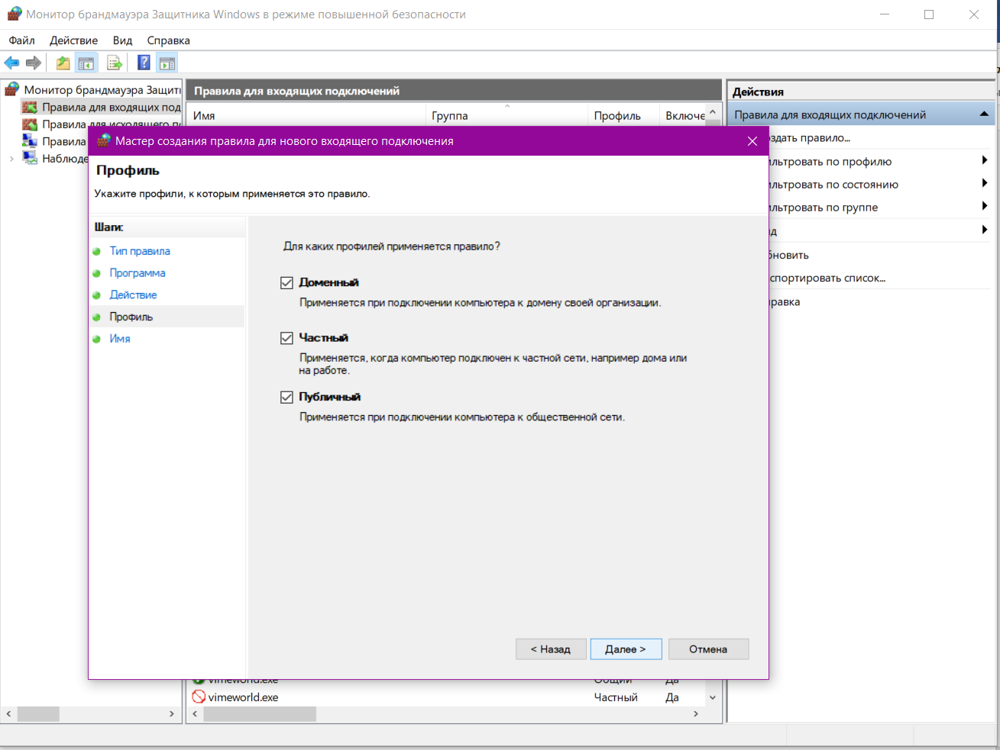 Монитор брандмауэра Защитника Windows в режиме повышенной безопасности
Файл Действие Вид Справка
Монитор брандмауэра Защит
Правила для входящих под
Правила для исходящего п
Правила
Наблюде
Правила для входящих подключений
Имя Группа Профиль Включе
Действия
Правила для входящих подключений
здать правило...
льтровать по профилю
льтровать по состоянию
льтровать по группе
д
бновить
спортировать список...
равка
Мастер создания правила для нового входящего подключения
Профиль
Укажите профили, к которым применяется это правило.
Шаги:
Тип правила
Программа
Действие
Профиль
Имя
Для каких профилей применяется правило?
Доменный
Применяется при подключении компьютера к домену своей организации.
Частный
Применяется, когда компьютер подключен к частной сети, например дома или
на работе.
Публичный
Применяется при подключении компьютера к общественной сети.
< Назад Далее > Отмена
vimeworld.exe Общий Да
vimeworld.exe Частный Да